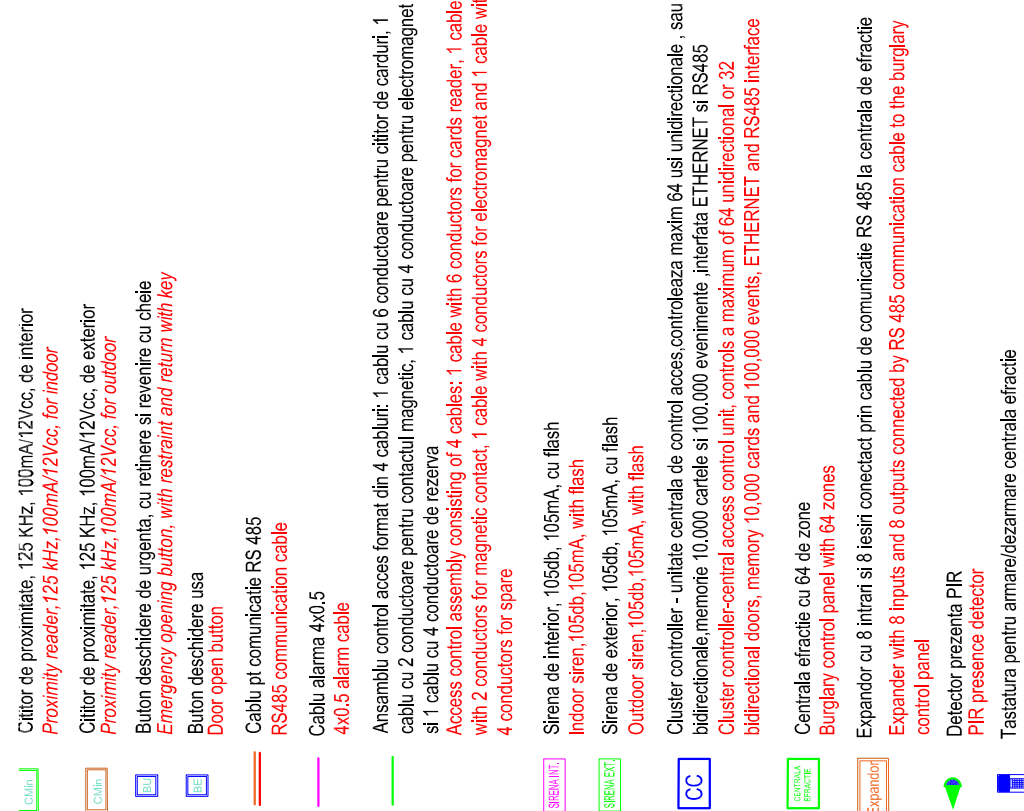 CMin
Cititor de proximitate, 125 KHz, 100mA/12Vcc, de interior
Proximity reader,125 kHz,100mA/12Vcc, for indoor
CMin
Cititor de proximitate, 125 KHz, 100mA/12Vcc, de exterior
Proximity reader,125 kHz,100mA/12Vcc, for outdoor
BU
Buton deschidere de urgenta, cu retinere si revenire cu cheie
Emergency opening button, with restraint and return with key
BE
Buton deschidere usa
Door open button
Cablu pt comunicatie RS 485
RS485 communication cable
Cablu alarma 4x0.5
4x0.5 alarm cable
Ansamblu control acces format din 4 cabluri: 1 cablu cu 6 conductoare pentru cititor de carduri, 1
cablu cu 2 conductoare pentru contactul magnetic, 1 cablu cu 4 conductoare pentru electromagnet
si 1 cablu cu 4 conductoare de rezerva
Access control assembly consisting of 4 cables: 1 cable with 6 conductors for cards reader, 1 cable
with 2 conductors for magnetic contact, 1 cable with 4 conductors for electromagnet and 1 cable wit
4 conductors for spare
SIRENA INT.
Sirena de interior, 105db, 105mA, cu flash
Indoor siren,105db,105mA, with flash
SIRENA EXT.
Sirena de exterior, 105db, 105mA, cu flash
Outdoor siren,105db,105mA, with flash
CC
Cluster controller - unitate centrala de control acces,controleaza maxim 64 usi unidirectionale , sau
bidirectionale,memorie 10.000 cartele si 100.000 evenimente ,interfata ETHERNET si RS485
Cluster controller-central access control unit, controls a maximum of 64 unidirectional or 32
bidirectional doors, memory 10,000 cards and 100,000 events, ETHERNET and RS485 interface
CENTRALA
EFRACTIE
Centrala efractie cu 64 de zone
Burglary control panel with 64 zones
Expandor
Expandor cu 8 intrari si 8 iesiri conectact prin cablu de comunicatie RS 485 la centrala de efractie
Expander with 8 inputs and 8 outputs connected by RS 485 communication cable to the burglary
control panel
Detector prezenta PIR
PIR presence detector
Tastatura pentru armare/dezarmare centrala efractie